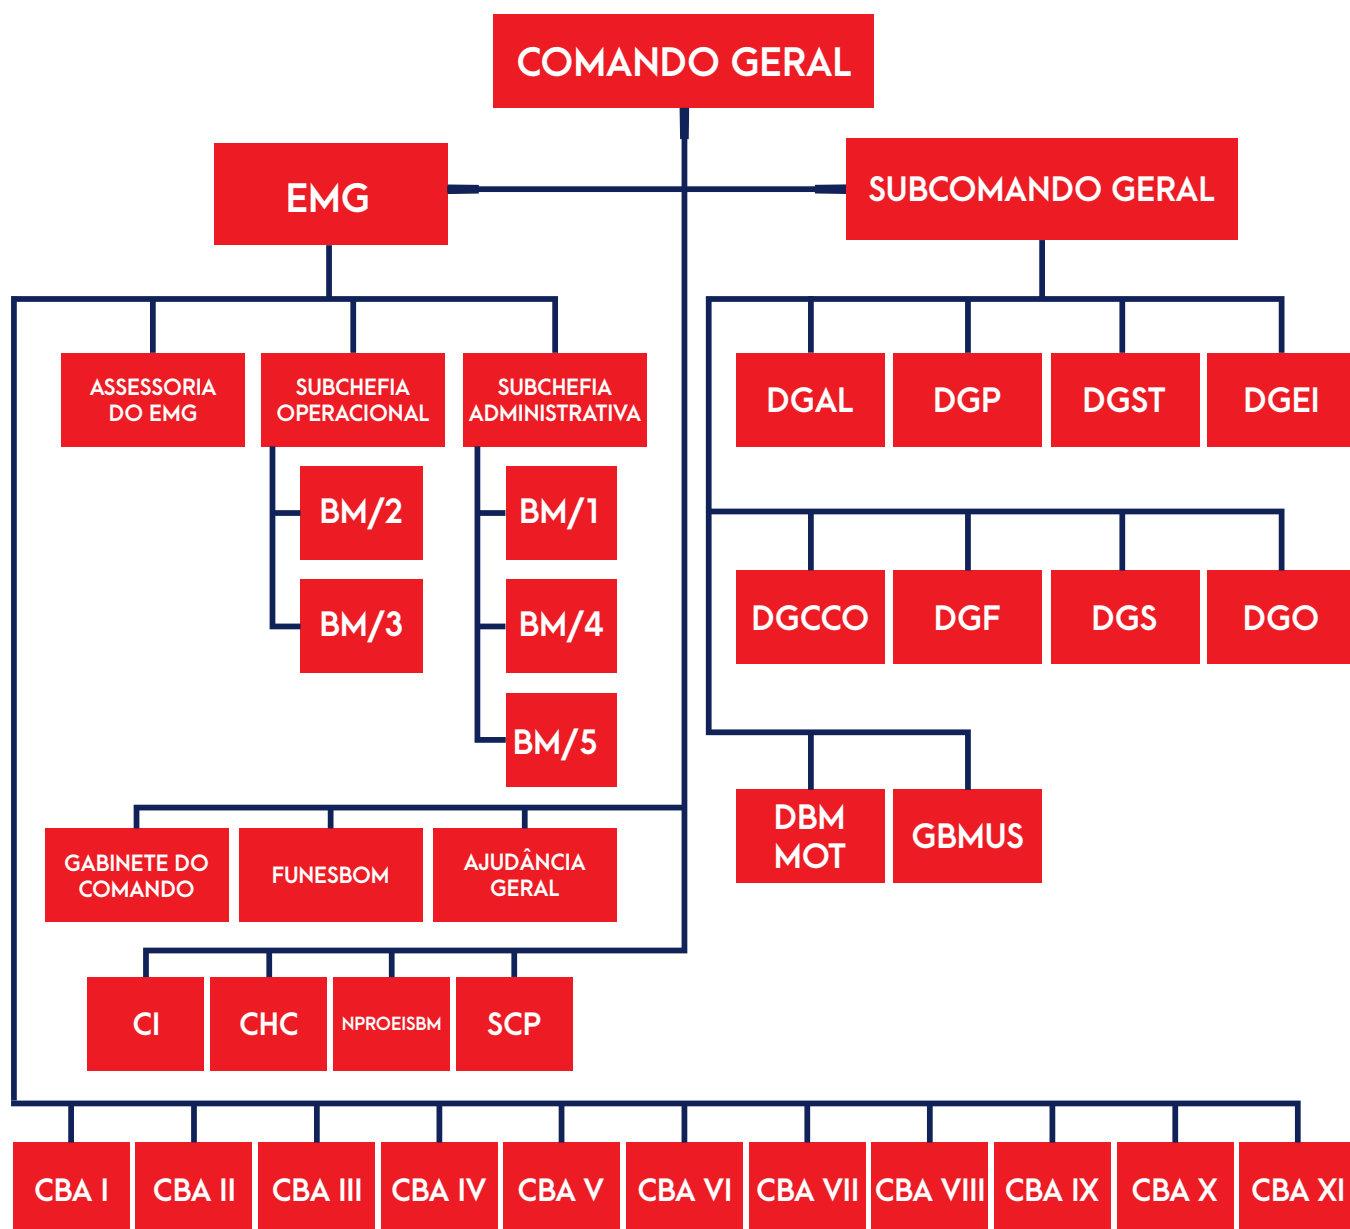 COMANDO GERAL
EMG
SUBCOMANDO GERAL
ASSESSORIA
DO EMG
SUBCHEFIA
OPERACIONAL
SUBCHEFIA
ADMINISTRATIVA
DGAL
DGP
DGST
DGEI
BM/2
BM/1
BM/3
BM/4
BM/5
DGCCO
DGF
DGS
DGO
DBM
MOT
GBMUS
GABINETE DO
COMANDO
FUNESBOM
AJUDÂNCIA
GERAL
CI
CHC
NPROEISBM
SCP
CBA I
CBA II
CBA III
CBA IV
CBA V
CBA VI
CBA VII
CBA VIII
CBA IX
CBA X
CBA XI